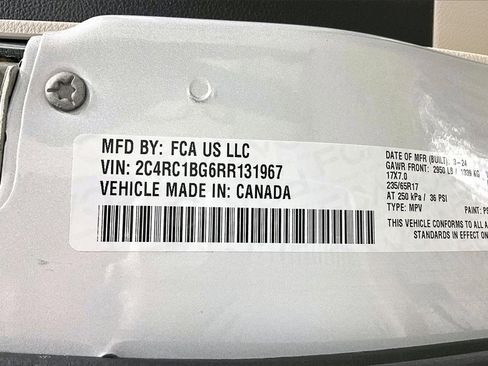 MFD BY: FCA US LLC
VIN: 2C4RC1BG6RR131967
VEHICLE MADE IN: CANADA
DATE OF MFR (BUILT). 3-24
GAWR FRONT: 2950 LB / 1339 KG
17X7.0
235/65R17
AT 250 kPa / 36 PSI
TYPE: MPV
PAINT:
THIS VEHICLE CONFORMS TO ALL A
STANDARDS IN EFFECT ON